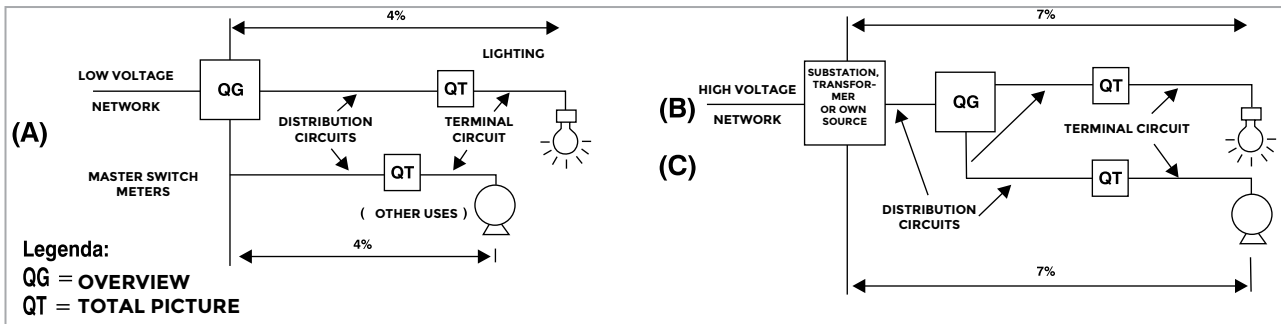 4%
LIGHTING
LOW VOLTAGE
NETWORK
QG
QT
(A)
DISTRIBUTION
CIRCUITS
TERMINAL
CIRCUIT
MASTER SWITCH
METERS
QT
( OTHER USES )
4%
Legenda:
QG = OVERVIEW
QT = TOTAL PICTURE
7%
(B)
HIGH VOLTAGE
NETWORK
SUBSTATION,
TRANSFOR-
MER
OR OWN
SOURCE
QG
QT
TERMINAL CIRCUIT
(C)
QT
DISTRIBUTION
CIRCUITS
7%